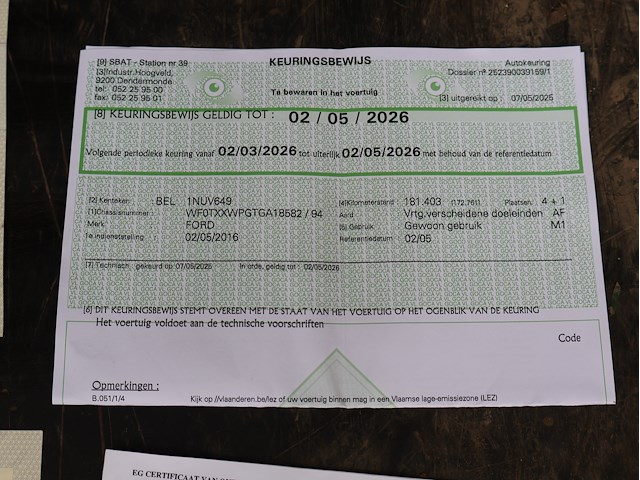 [9] SBAT - Station nr.39
[3]Industr.Hoogveld
9200 Dendermonde
tel: 052 25 95 00
fax: 052 25 95 01
KEURINGSBEWIJS
Te bewaren in het voertuig
Autokeuring
Dossier nº 252390039159/1
[3] uitgereikt op : 07/05/2025
[8] KEURINGSBEWIJS GELDIG TOT : 02 / 05 / 2026
Volgende periodieke keuring vanaf 02/03/2026 tot uiterlijk 02/05/2026 met behoud van de referentiedatum
[2] Kenteken : BEL 1NUV649
[1]Chassisnummer : WF0TXXWPGTGA18582 / 94
Merk : FORD
1e indienststelling : 02/05/2016
[4]Kilometerstand : 181.403 (172.761) Plaatsen : 4 + 1
Aard : Vrtg.verscheidene doeleinden AF
[5] Gebruik : Gewoon gebruik M1
Referentiedatum : 02/05
[7] Technisch : gekeurd op 07/05/2025 In orde, geldig tot : 02/05/2026
[6] DIT KEURINGSBEWIJS STEMT OVEREEN MET DE STAAT VAN HET VOERTUIG OP HET OGENBLIK VAN DE KEURING
Het voertuig voldoet aan de technische voorschriften
Code
Opmerkingen :
B.051/1/4
Kijk op //vlaanderen.be/lez of uw voertuig binnen mag in een Vlaamse lage-emissiezone (LEZ)
EG CERTIFICAAT VAN